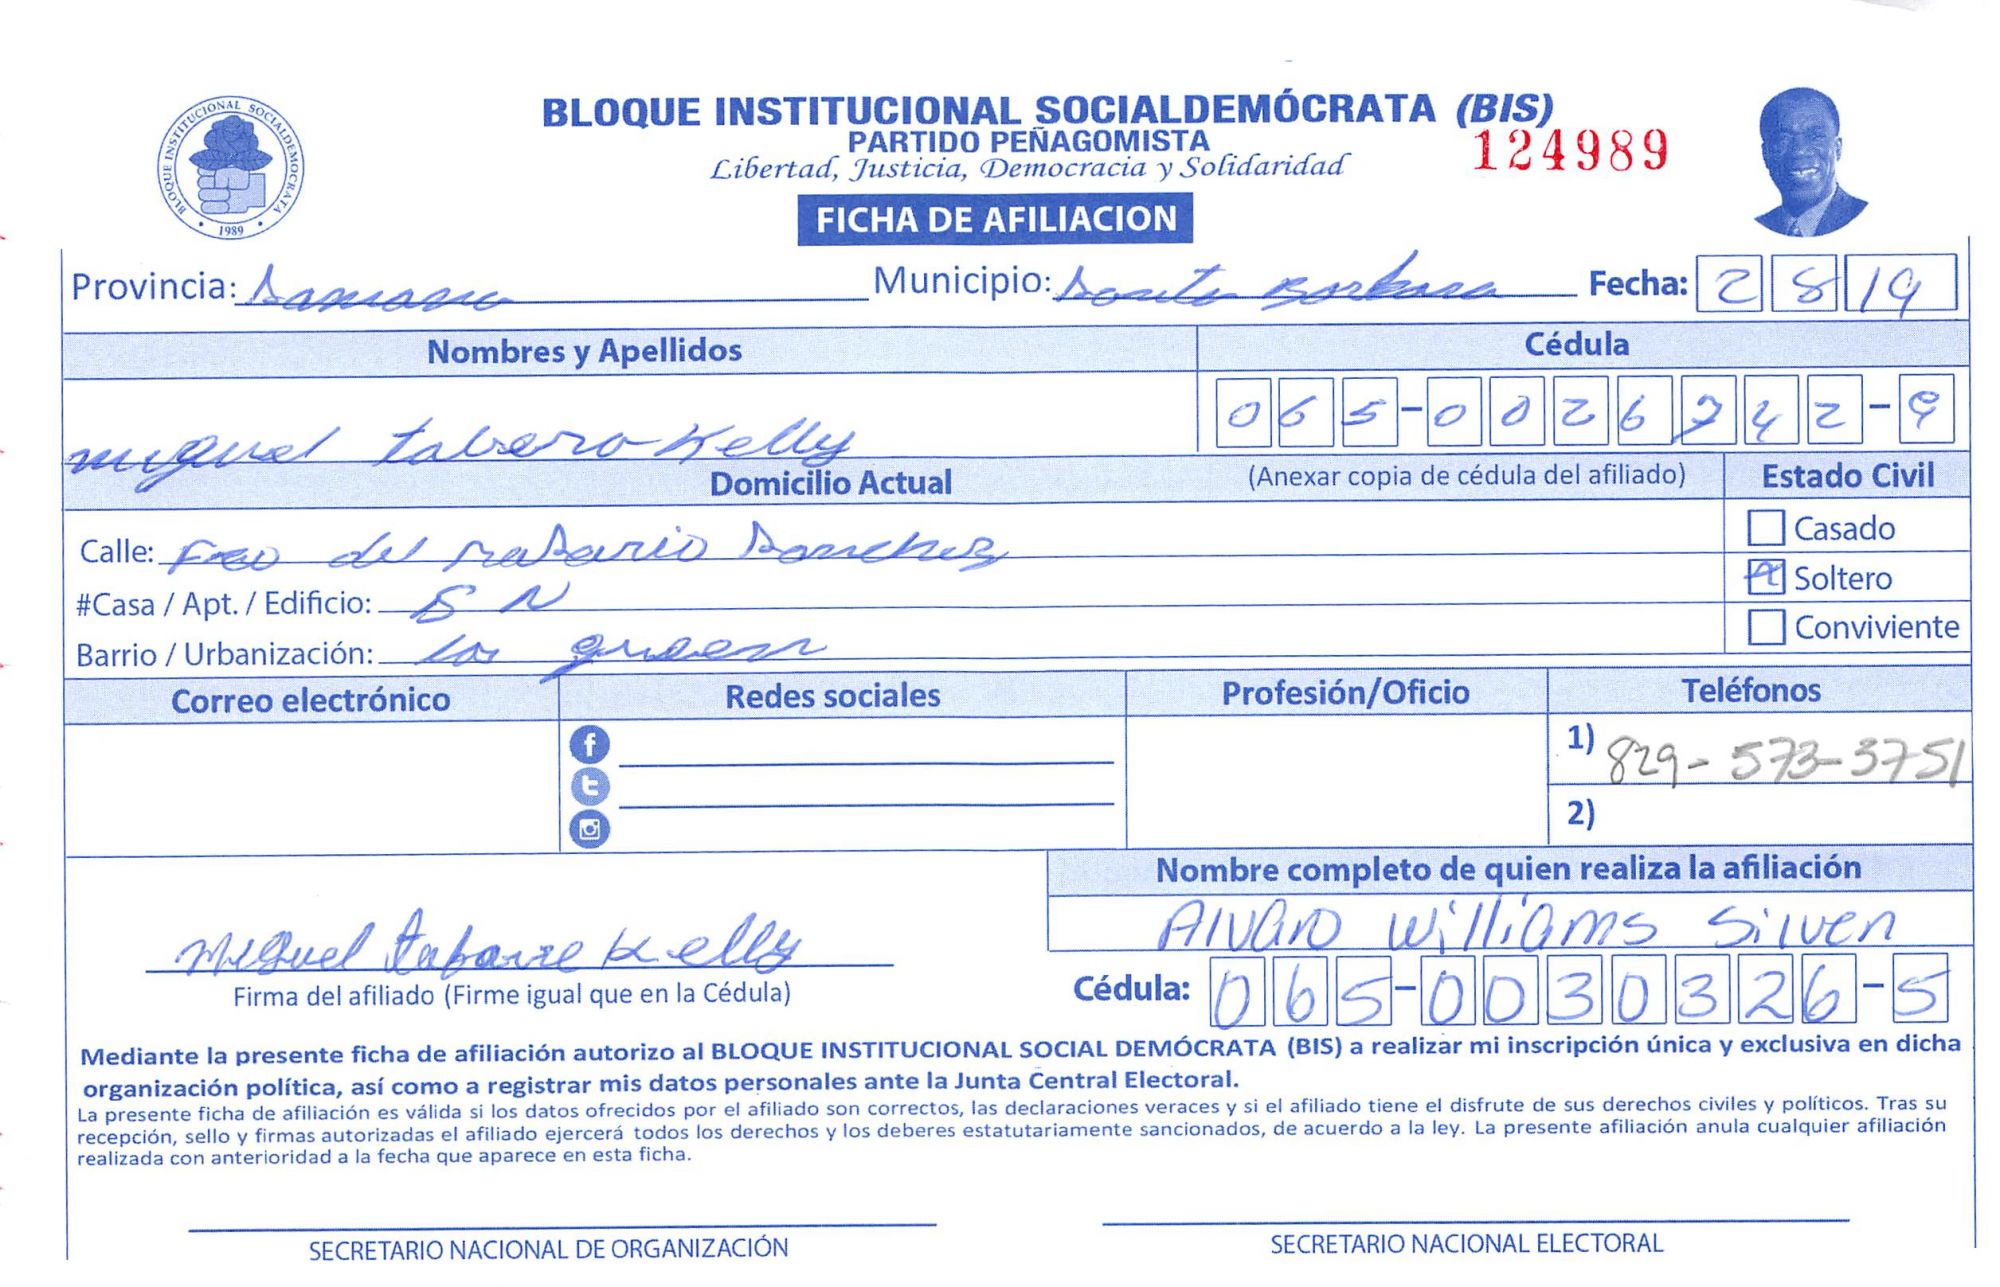 BLOQUE INSTITUCIONAL SOCIALDEMÓCRATA 1989
BLOQUE INSTITUCIONAL SOCIALDEMÓCRATA (BIS)
PARTIDO PEÑAGOMISTA
124989
Libertad, Justicia, Democracia y Solidaridad
FICHA DE AFILIACION
Provincia: Samana Municipio: Santa Barbara Fecha: 2 8 19
Nombres y Apellidos Cédula
miguel Kelly 065-0026742-9
Domicilio Actual (Anexar copia de cédula del afiliado) Estado Civil
Calle: Fco del rosario Sanchez Casado
#Casa / Apt. / Edificio: S N Soltero
Barrio / Urbanización: los Conviviente
Correo electrónico Redes sociales Profesión/Oficio Teléfonos
1) 829-573-3751
2)
Nombre completo de quien realiza la afiliación
Alvaro Williams Silven
Miguel Kelly
Firma del afiliado (Firme igual que en la Cédula) Cédula: 065-0030326-5
Mediante la presente ficha de afiliación autorizo al BLOQUE INSTITUCIONAL SOCIAL DEMÓCRATA (BIS) a realizar mi inscripción única y exclusiva en dicha
organización política, así como a registrar mis datos personales ante la Junta Central Electoral.
La presente ficha de afiliación es válida si los datos ofrecidos por el afiliado son correctos, las declaraciones veraces y si el afiliado tiene el disfrute de sus derechos civiles y políticos. Tras su
recepción, sello y firmas autorizadas el afiliado ejercerá todos los derechos y los deberes estatutariamente sancionados, de acuerdo a la ley. La presente afiliación anula cualquier afiliación
realizada con anterioridad a la fecha que aparece en esta ficha.
SECRETARIO NACIONAL DE ORGANIZACIÓN SECRETARIO NACIONAL ELECTORAL